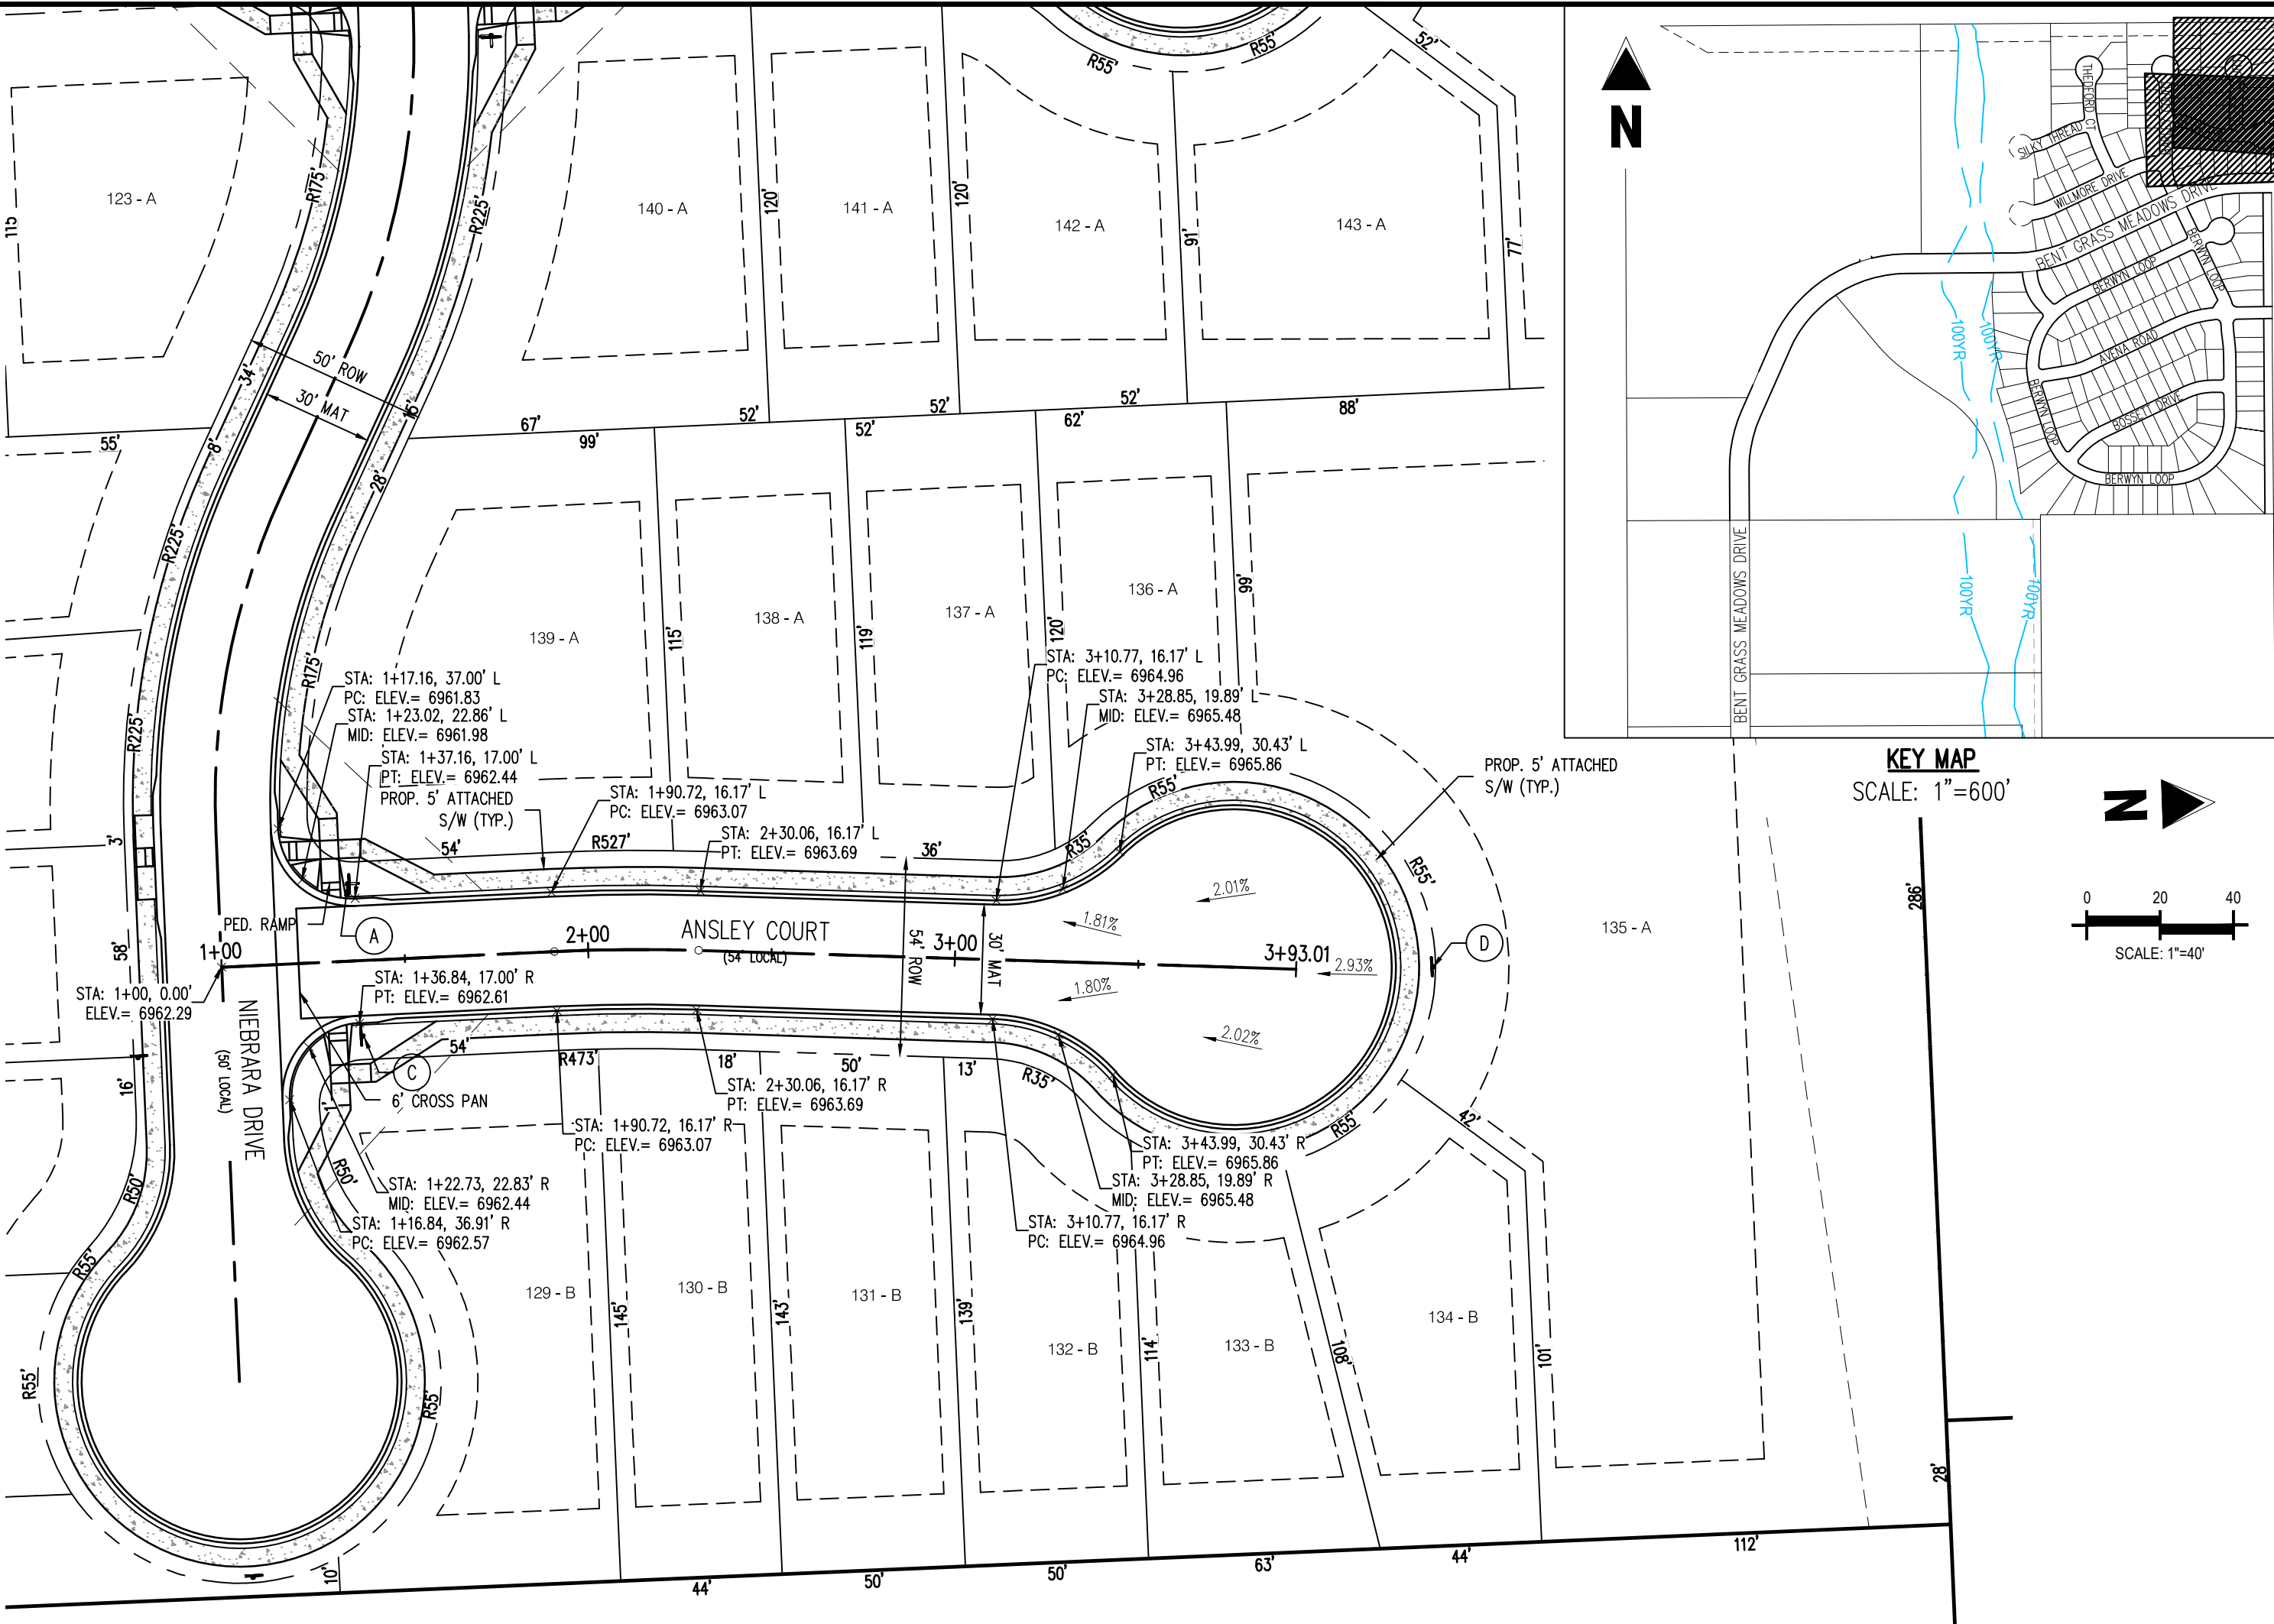 R55'
R55'
52'
123 - A
115
R175'
R225'
140 - A
120'
141 - A
120'
142 - A
91'
143 - A
77'
50' ROW
30' MAT
34'
15'
8'
28'
55'
67'
52'
52'
52'
88'
99'
52'
62'
R225'
R175'
R225'
139 - A
115'
138 - A
119'
137 - A
120'
136 - A
99'
STA: 1+17.16, 37.00' L
PC: ELEV.= 6961.83
STA: 1+23.02, 22.86' L
MID: ELEV.= 6961.98
STA: 1+37.16, 17.00' L
PT: ELEV.= 6962.44
PROP. 5' ATTACHED
S/W (TYP.)
STA: 1+90.72, 16.17' L
PC: ELEV.= 6963.07
STA: 2+30.06, 16.17' L
PT: ELEV.= 6963.69
STA: 3+10.77, 16.17' L
PC: ELEV.= 6964.96
STA: 3+28.85, 19.89' L
MID: ELEV.= 6965.48
STA: 3+43.99, 30.43' L
PT: ELEV.= 6965.86
PROP. 5' ATTACHED
S/W (TYP.)
3'
54'
R527'
36'
R35'
R55'
R55'
58'
PED. RAMP
A
1+00
2+00
ANSLEY COURT
(54' LOCAL)
54' ROW
3+00
30' MAT
3+93.01
2.01%
1.81%
1.80%
2.02%
2.93%
D
135 - A
286'
STA: 1+00, 0.00'
ELEV.= 6962.29
NIEBRARA DRIVE
(50' LOCAL)
STA: 1+36.84, 17.00' R
PT: ELEV.= 6962.61
54'
C
6' CROSS PAN
R473'
18'
50'
13'
R35'
R55'
42'
16'
7'
R50'
R50'
STA: 2+30.06, 16.17' R
PT: ELEV.= 6963.69
STA: 1+90.72, 16.17' R
PC: ELEV.= 6963.07
STA: 1+22.73, 22.83' R
MID: ELEV.= 6962.44
STA: 1+16.84, 36.91' R
PC: ELEV.= 6962.57
STA: 3+43.99, 30.43' R
PT: ELEV.= 6965.86
STA: 3+28.85, 19.89' R
MID: ELEV.= 6965.48
STA: 3+10.77, 16.17' R
PC: ELEV.= 6964.96
R55'
R55'
R55'
129 - B
145'
130 - B
143'
131 - B
139'
132 - B
114'
133 - B
108'
134 - B
101'
28'
10'
44'
50'
50'
63'
44'
112'
N
THEDFORD CT
SILKY THREAD
WILLMORE DRIVE
BENT GRASS MEADOWS DRIVE
BERWYN LOOP
BERWYN LOOP
AVENA ROAD
BERWYN LOOP
BOSSETT DRIVE
BERWYN LOOP
100YR
100YR
100YR
100YR
BENT GRASS MEADOWS DRIVE
KEY MAP
SCALE: 1"=600'
N
0 20 40
SCALE: 1"=40'